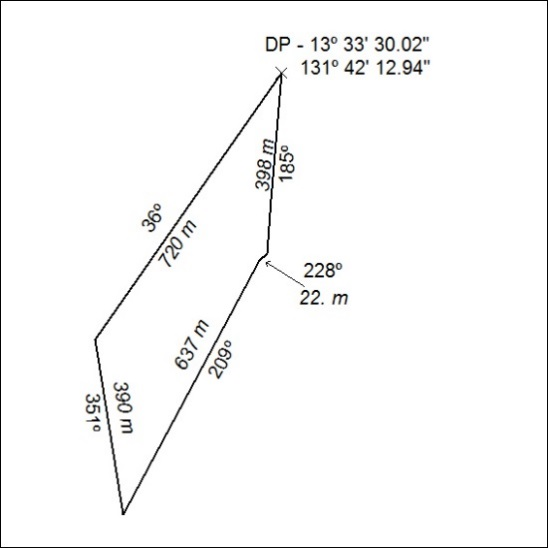 DP - 13º 33' 30.02"
131º 42' 12.94"
398 m
185º
36º
720 m
228º
22. m
637 m
209º
390 m
351º